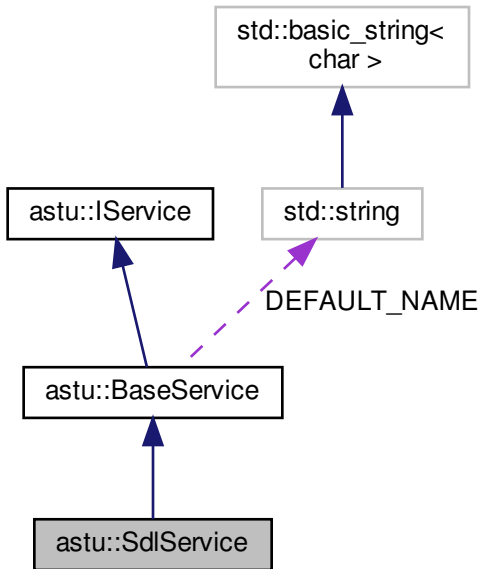 std::basic_string<
char >
astu::IService
std::string
DEFAULT_NAME
astu::BaseService
astu::SdlService